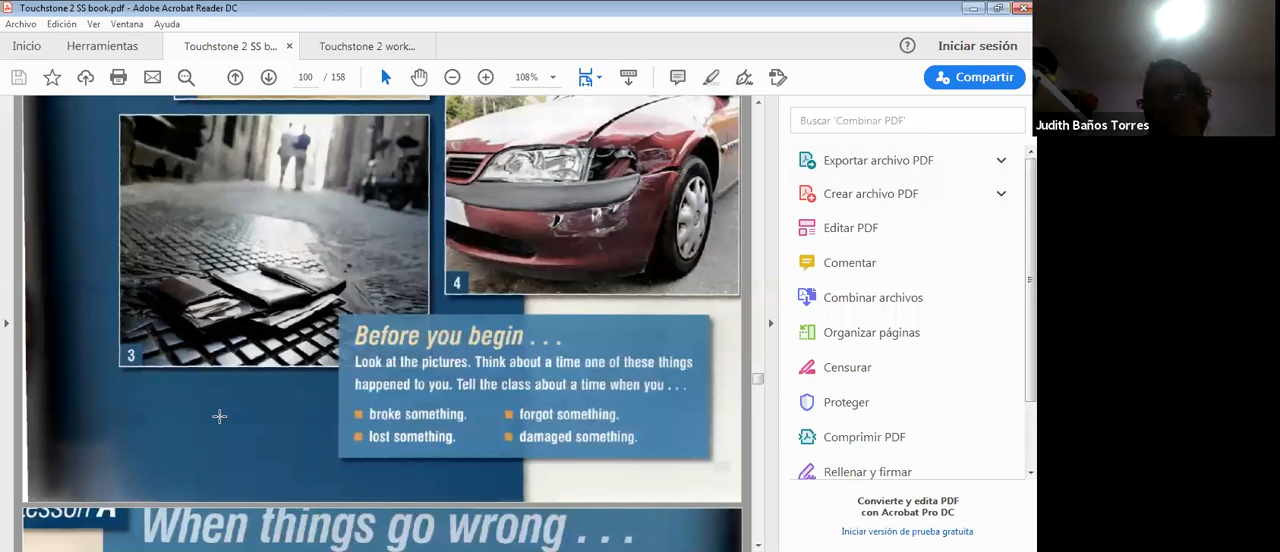 Touchstone 2 SS book.pdf - Adobe Acrobat Reader DC
Archivo Edición Ver Ventana Ayuda
Inicio Herramientas Touchstone 2 SS b... × Touchstone 2 work... Iniciar sesión
100 / 158 108% Compartir
Judith Baños Torres
Buscar 'Combinar PDF'
Exportar archivo PDF
Crear archivo PDF
Editar PDF
Comentar
Combinar archivos
Organizar páginas
Censurar
Proteger
Comprimir PDF
Rellenar y firmar
Convierte y edita PDF
con Acrobat Pro DC
Iniciar versión de prueba gratuita
4
3
Before you begin . . .
Look at the pictures. Think about a time one of these things
happened to you. Tell the class about a time when you . . .
broke something. forgot something.
lost something. damaged something.
Lesson A When things go wrong . . .